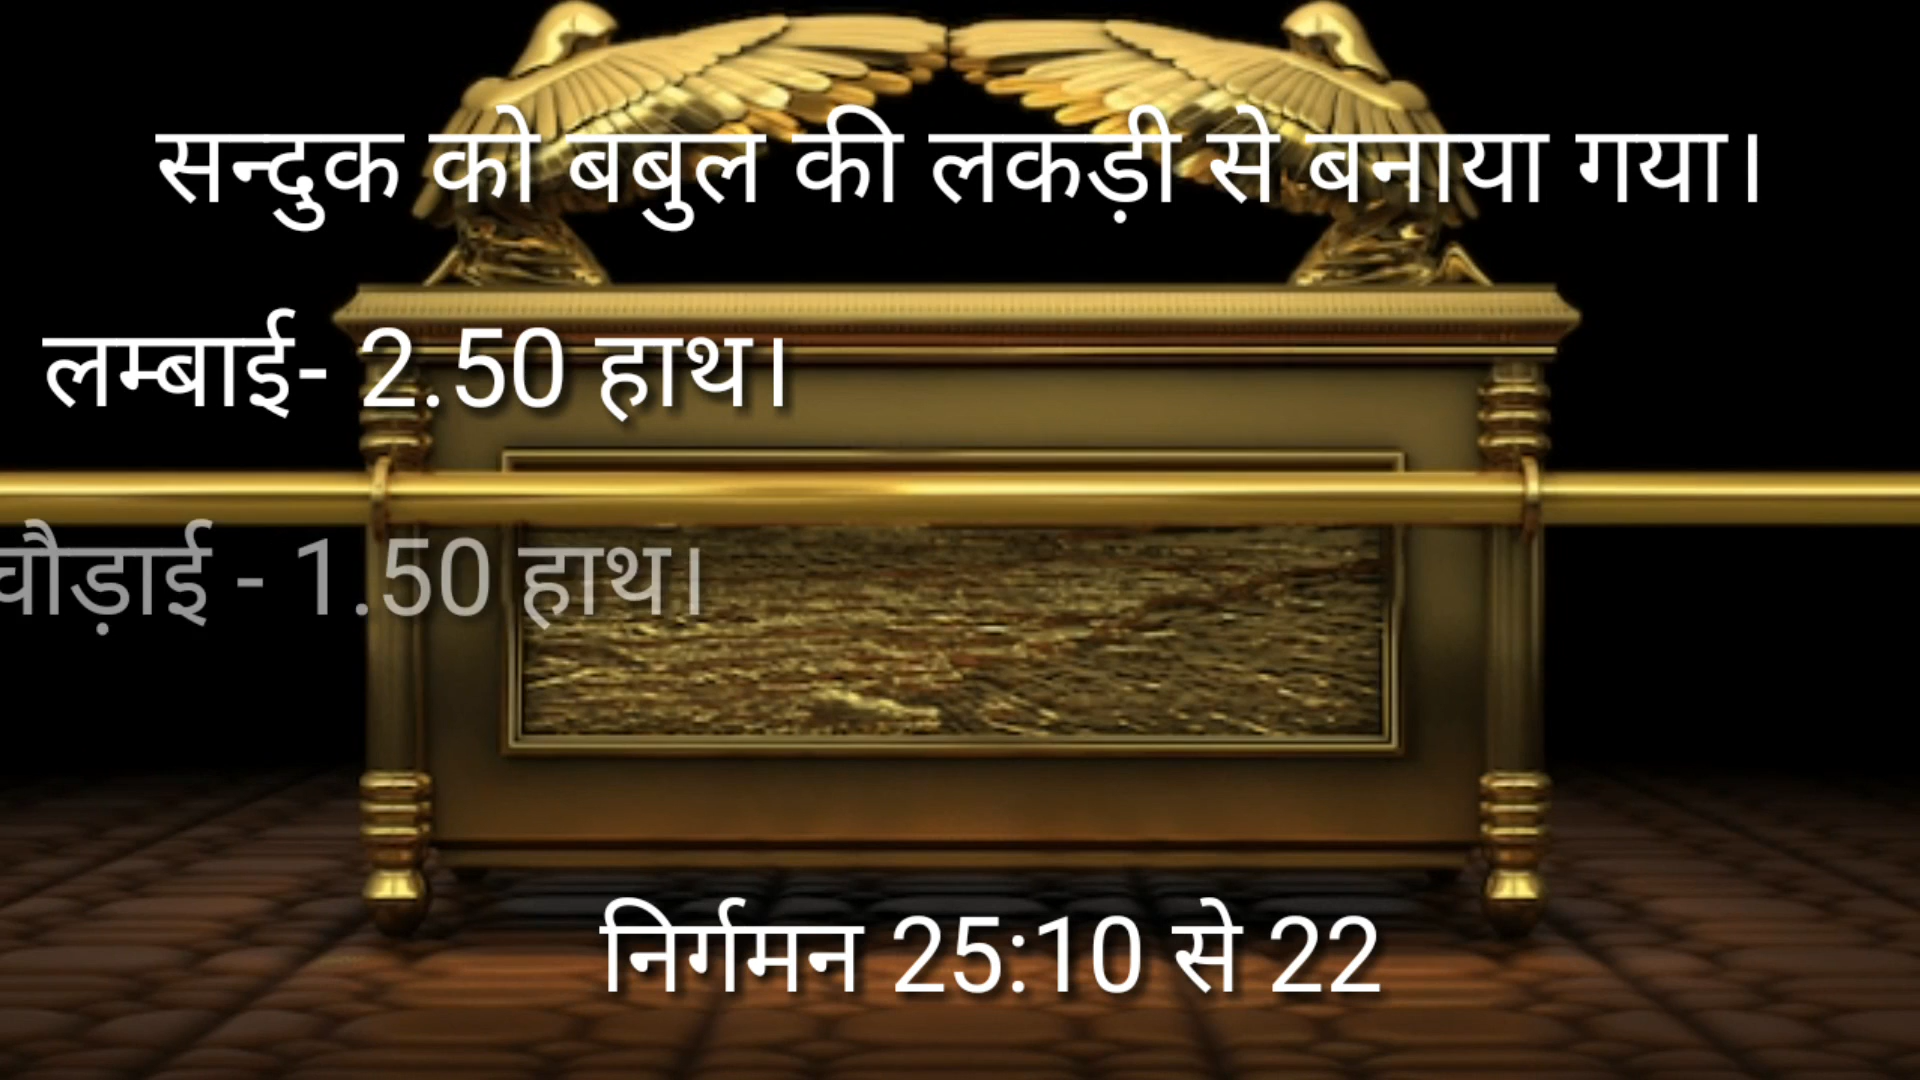 सन्दुक को बबुल की लकड़ी से बनाया गया।
लम्बाई- 2.50 हाथ।
चौड़ाई - 1.50 हाथ।
निर्गमन 25:10 से 22